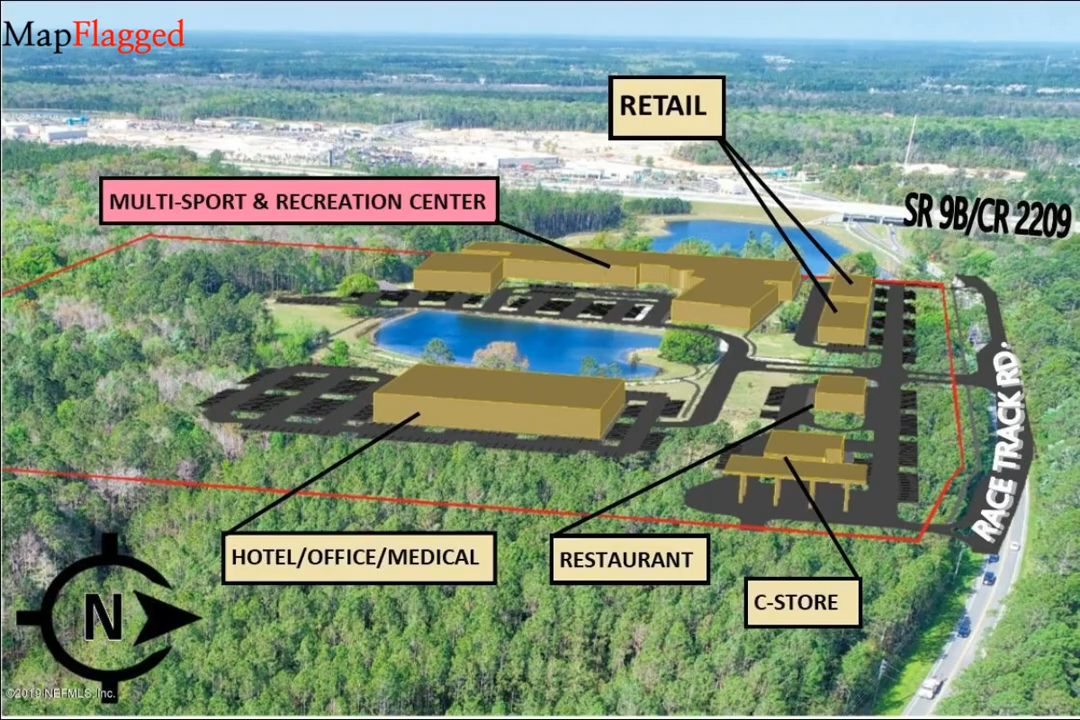 MapFlagged
RETAIL
MULTI-SPORT & RECREATION CENTER
SR 9B/CR 2209
RACE TRACK RD.
HOTEL/OFFICE/MEDICAL
RESTAURANT
C-STORE
N
©2019 NEFMLS, Inc.